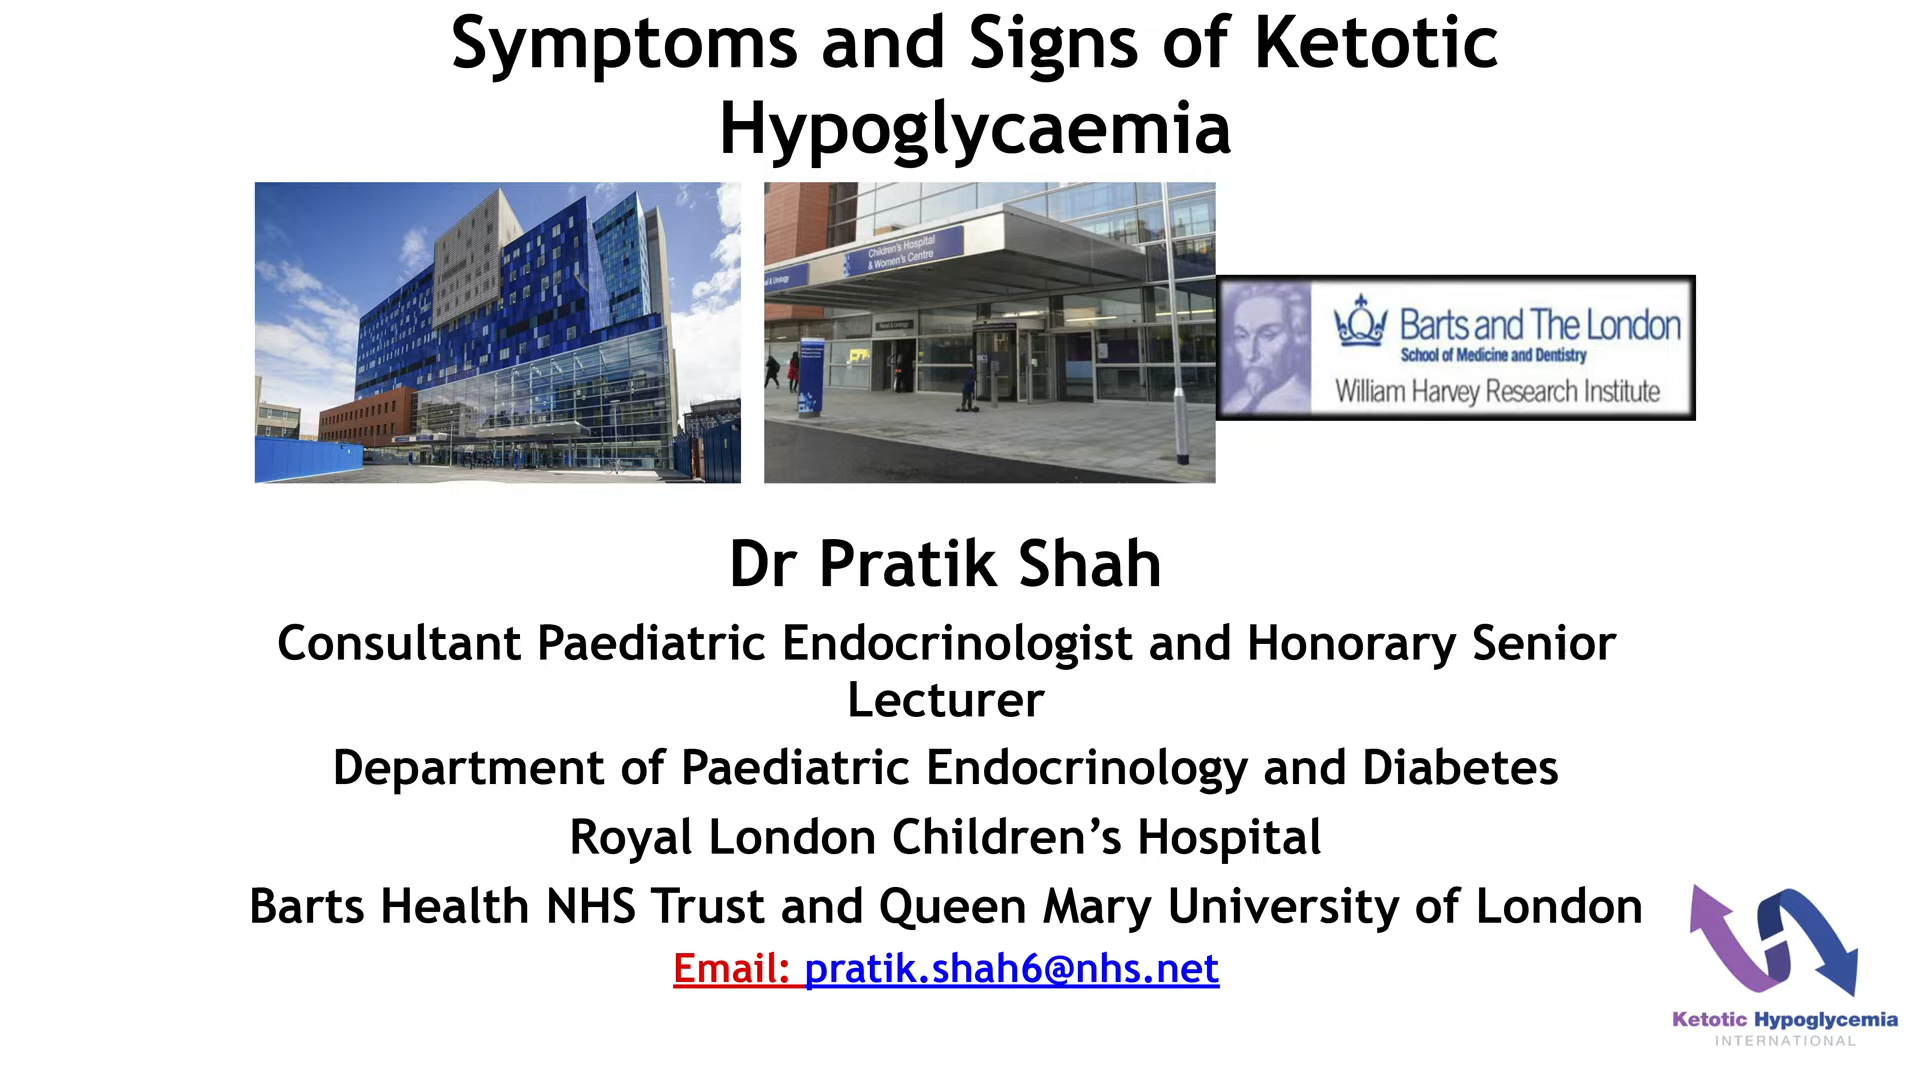 Symptoms and Signs of Ketotic
Hypoglycaemia
Children's Hospital
& Women's Centre
& Urology
Barts and The London
School of Medicine and Dentistry
William Harvey Research Institute
Dr Pratik Shah
Consultant Paediatric Endocrinologist and Honorary Senior
Lecturer
Department of Paediatric Endocrinology and Diabetes
Royal London Children’s Hospital
Barts Health NHS Trust and Queen Mary University of London
Email: pratik.shah6@nhs.net
Ketotic Hypoglycemia
INTERNATIONAL